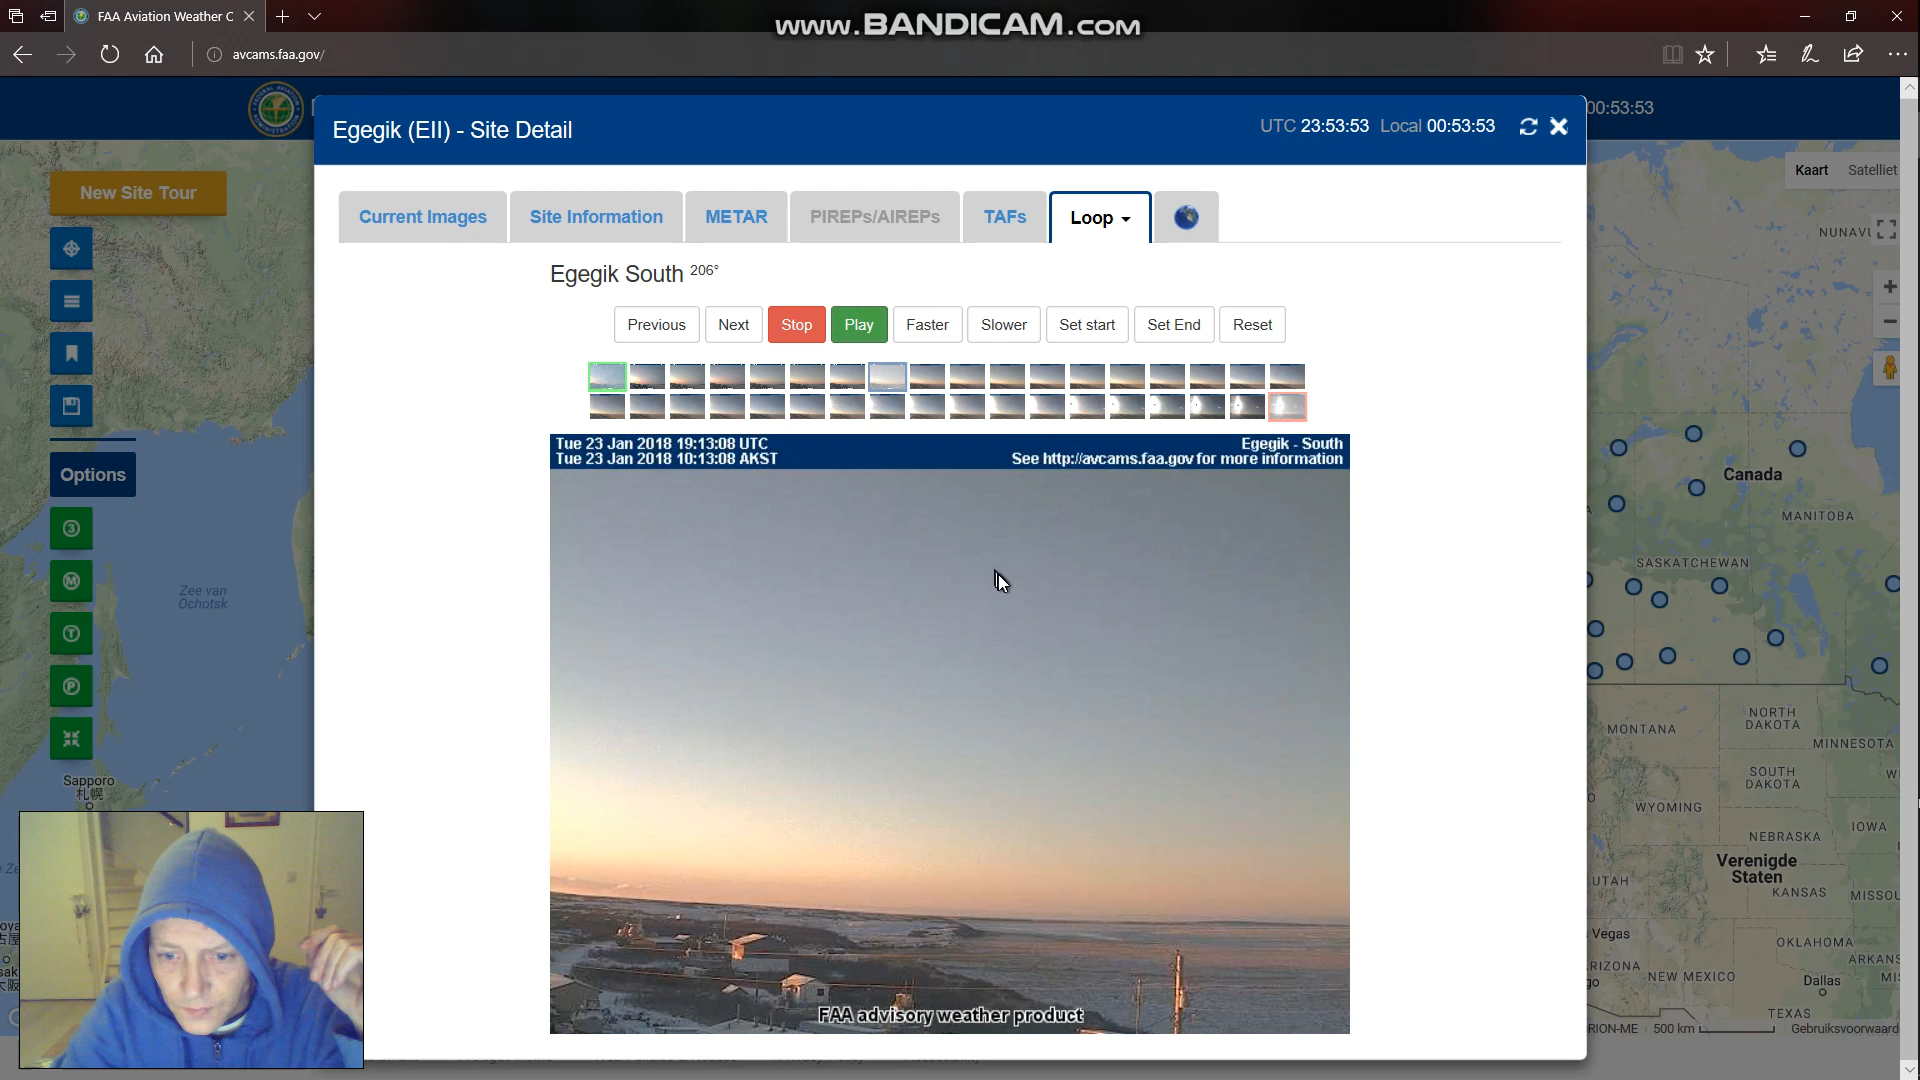 FAA Aviation Weather C
www.BANDICAM.com
avcams.faa.gov/
00:53:53
Egegik (EII) - Site Detail
UTC 23:53:53 Local 00:53:53
New Site Tour
Kaart Satelliet
Current Images
Site Information
METAR
PIREPs/AIREPs
TAFs
Loop
NUNAVU
Egegik South 206°
Previous
Next
Stop
Play
Faster
Slower
Set start
Set End
Reset
Tue 23 Jan 2018 19:13:08 UTC
Egegik - South
Tue 23 Jan 2018 10:13:08 AKST
See http://avcams.faa.gov for more information
Options
3
M
T
P
Zee van
Ochotsk
Sapporo
札幌
Canada
MANITOBA
SASKATCHEWAN
NORTH
DAKOTA
MONTANA
MINNESOTA
SOUTH
DAKOTA
WYOMING
IOWA
NEBRASKA
Verenigde
Staten
UTAH
KANSAS
MISSOU
Vegas
OKLAHOMA
ARKANS
RIZONA
NEW MEXICO
Dallas
TEXAS
RION-ME
500 km
Gebruiksvoorwaard
FAA advisory weather product